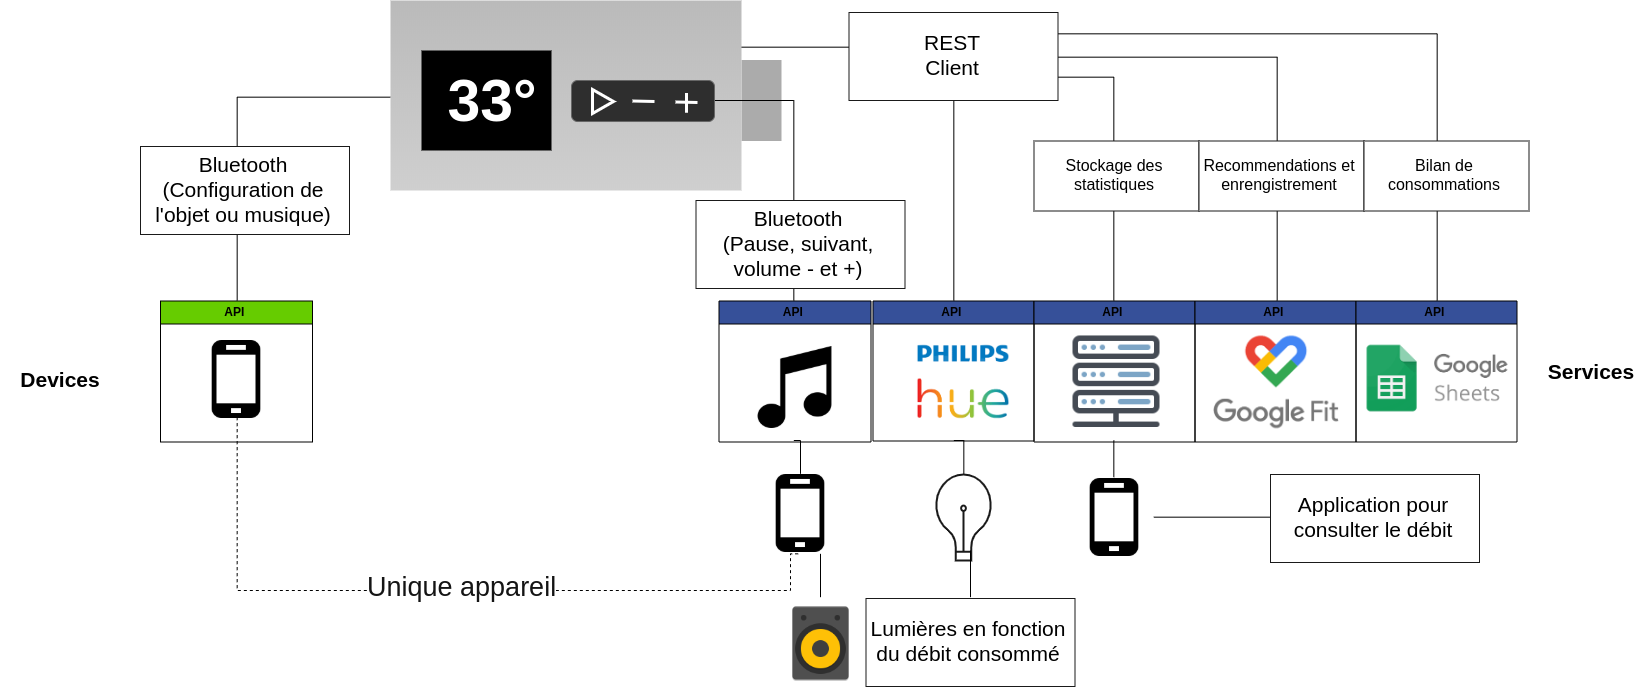 33°
REST
Client
Bluetooth
(Configuration de
l'objet ou musique)
Bluetooth
(Pause, suivant,
volume - et +)
Stockage des
statistiques
Recommendations et
enrengistrement
Bilan de
consommations
API
API
API
API
API
API
Devices
PHILIPS
hue
Google Fit
Google
Sheets
Services
Application pour
consulter le débit
Unique appareil
Lumières en fonction
du débit consommé